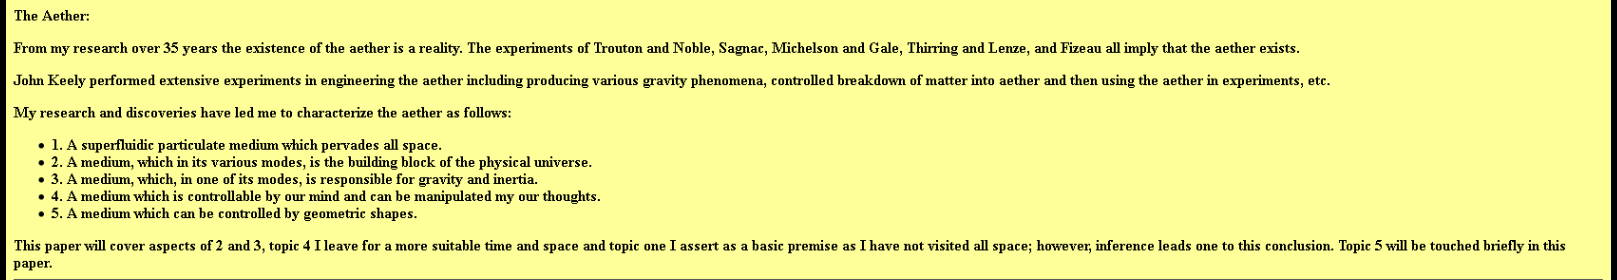 The Aether:
From my research over 35 years the existence of the aether is a reality. The experiments of Trouton and Noble, Sagnac, Michelson and Gale, Thirring and Lenze, and Fizeau all imply that the aether exists.
John Keely performed extensive experiments in engineering the aether including producing various gravity phenomena, controlled breakdown of matter into aether and then using the aether in experiments, etc.
My research and discoveries have led me to characterize the aether as follows:
• 1. A superfluidic particulate medium which pervades all space.
• 2. A medium, which in its various modes, is the building block of the physical universe.
• 3. A medium, which, in one of its modes, is responsible for gravity and inertia.
• 4. A medium which is controllable by our mind and can be manipulated my our thoughts.
• 5. A medium which can be controlled by geometric shapes.
This paper will cover aspects of 2 and 3, topic 4 I leave for a more suitable time and space and topic one I assert as a basic premise as I have not visited all space; however, inference leads one to this conclusion. Topic 5 will be touched briefly in this
paper.